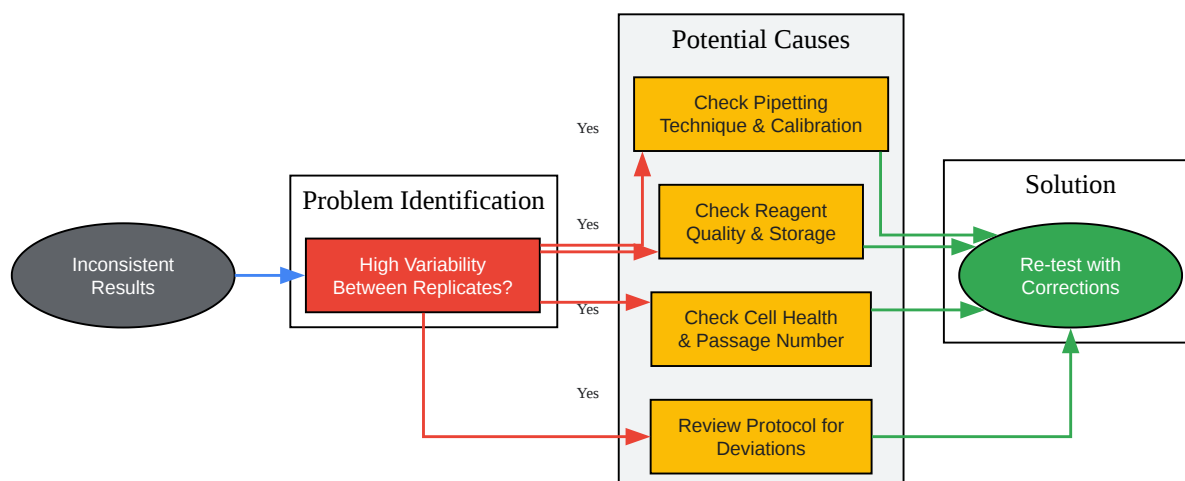 Potential Causes
Check Pipetting
Technique & Calibration
Yes
Problem Identification
Solution
Check Reagent
Quality & Storage
Yes
Inconsistent
Results
High Variability
Between Replicates?
Re-test with
Corrections
Yes
Check Cell Health
& Passage Number
Yes
Review Protocol for
Deviations